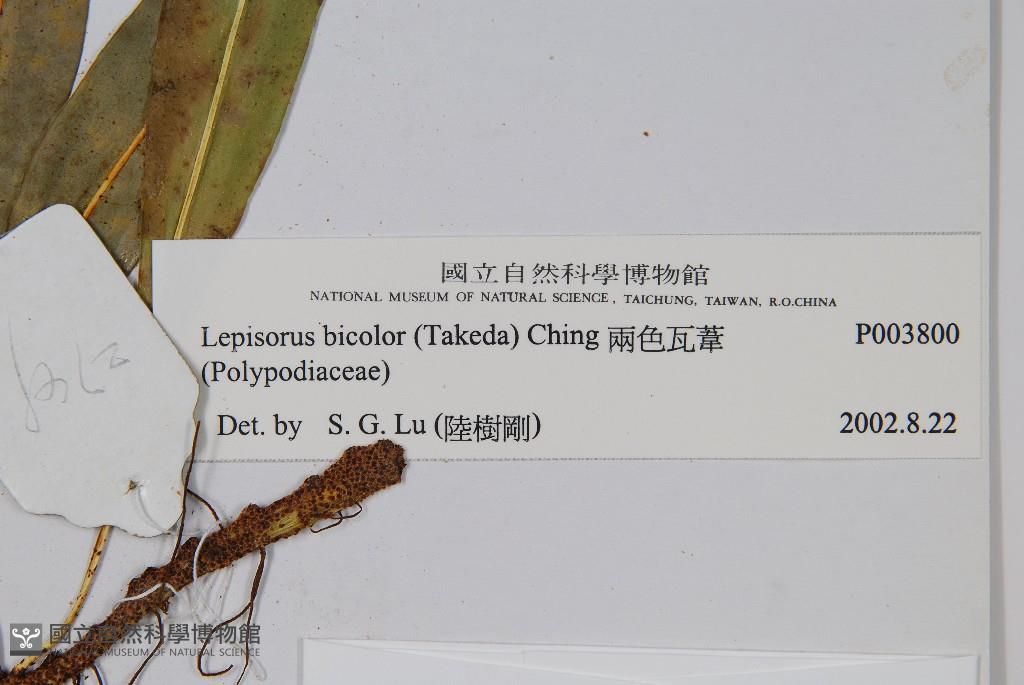 國立自然科學博物館
NATIONAL MUSEUM OF NATURAL SCIENCE, TAICHUNG, TAIWAN, R.O.CHINA
Lepisorus bicolor (Takeda) Ching 兩色瓦葦 P003800
(Polypodiaceae)
Det. by S. G. Lu (陸樹剛) 2002.8.22
國立自然科學博物館
NATIONAL MUSEUM OF NATURAL SCIENCE